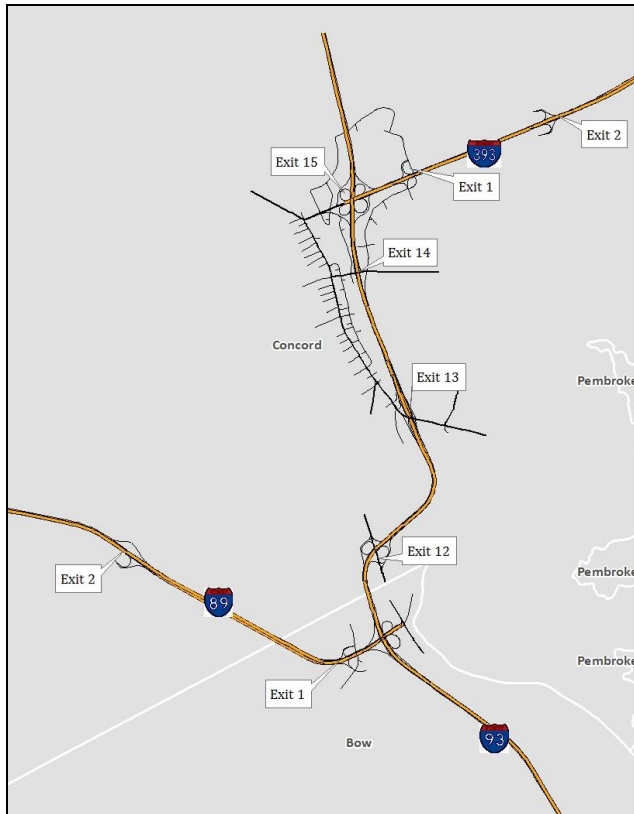 Exit 2
393
Exit 15
Exit 1
Exit 14
Concord
Exit 13
Pembroke
Exit 12
Pembroke
Exit 2
89
Pembroke
Exit 1
93
Bow